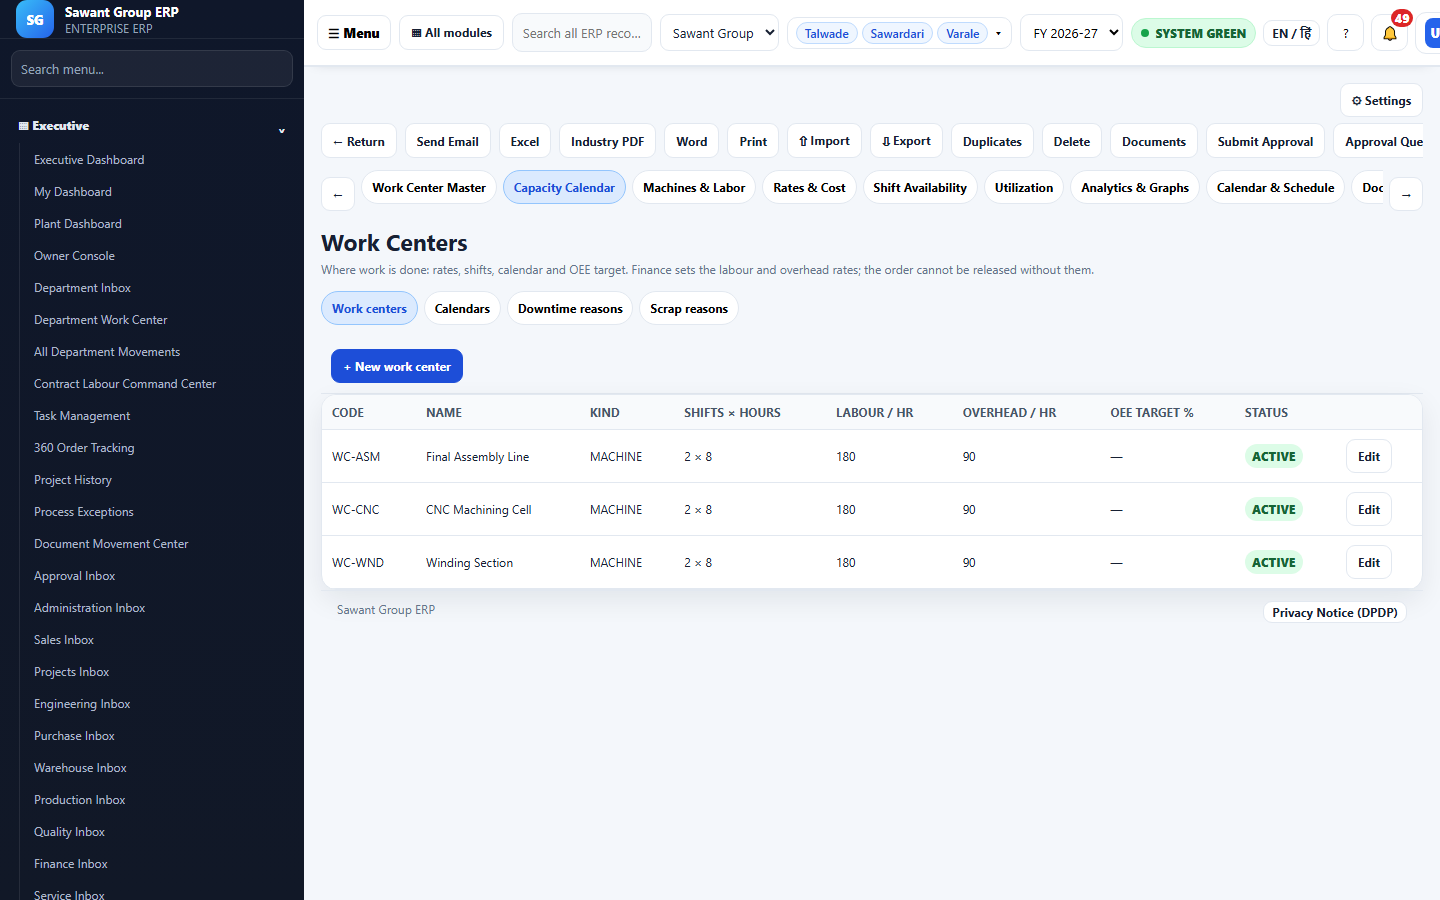 SG
Sawant Group ERP
ENTERPRISE ERP
Search menu...
Executive
Executive Dashboard
My Dashboard
Plant Dashboard
Owner Console
Department Inbox
Department Work Center
All Department Movements
Contract Labour Command Center
Task Management
360 Order Tracking
Project History
Process Exceptions
Document Movement Center
Approval Inbox
Administration Inbox
Sales Inbox
Projects Inbox
Engineering Inbox
Purchase Inbox
Warehouse Inbox
Production Inbox
Quality Inbox
Finance Inbox
Service Inbox
☰ Menu All modules Search all ERP reco... Sawant Group Talwade Sawardari Varale FY 2026-27 SYSTEM GREEN EN / हिं ? 49 U
⚙ Settings
← Return Send Email Excel Industry PDF Word Print ⇧ Import ⇩ Export Duplicates Delete Documents Submit Approval Approval Que
← Work Center Master Capacity Calendar Machines & Labor Rates & Cost Shift Availability Utilization Analytics & Graphs Calendar & Schedule Doc →
Work Centers
Where work is done: rates, shifts, calendar and OEE target. Finance sets the labour and overhead rates; the order cannot be released without them.
Work centers Calendars Downtime reasons Scrap reasons
+ New work center
CODE NAME KIND SHIFTS × HOURS LABOUR / HR OVERHEAD / HR OEE TARGET % STATUS
WC-ASM Final Assembly Line MACHINE 2 × 8 180 90 — ACTIVE Edit
WC-CNC CNC Machining Cell MACHINE 2 × 8 180 90 — ACTIVE Edit
WC-WND Winding Section MACHINE 2 × 8 180 90 — ACTIVE Edit
Sawant Group ERP Privacy Notice (DPDP)